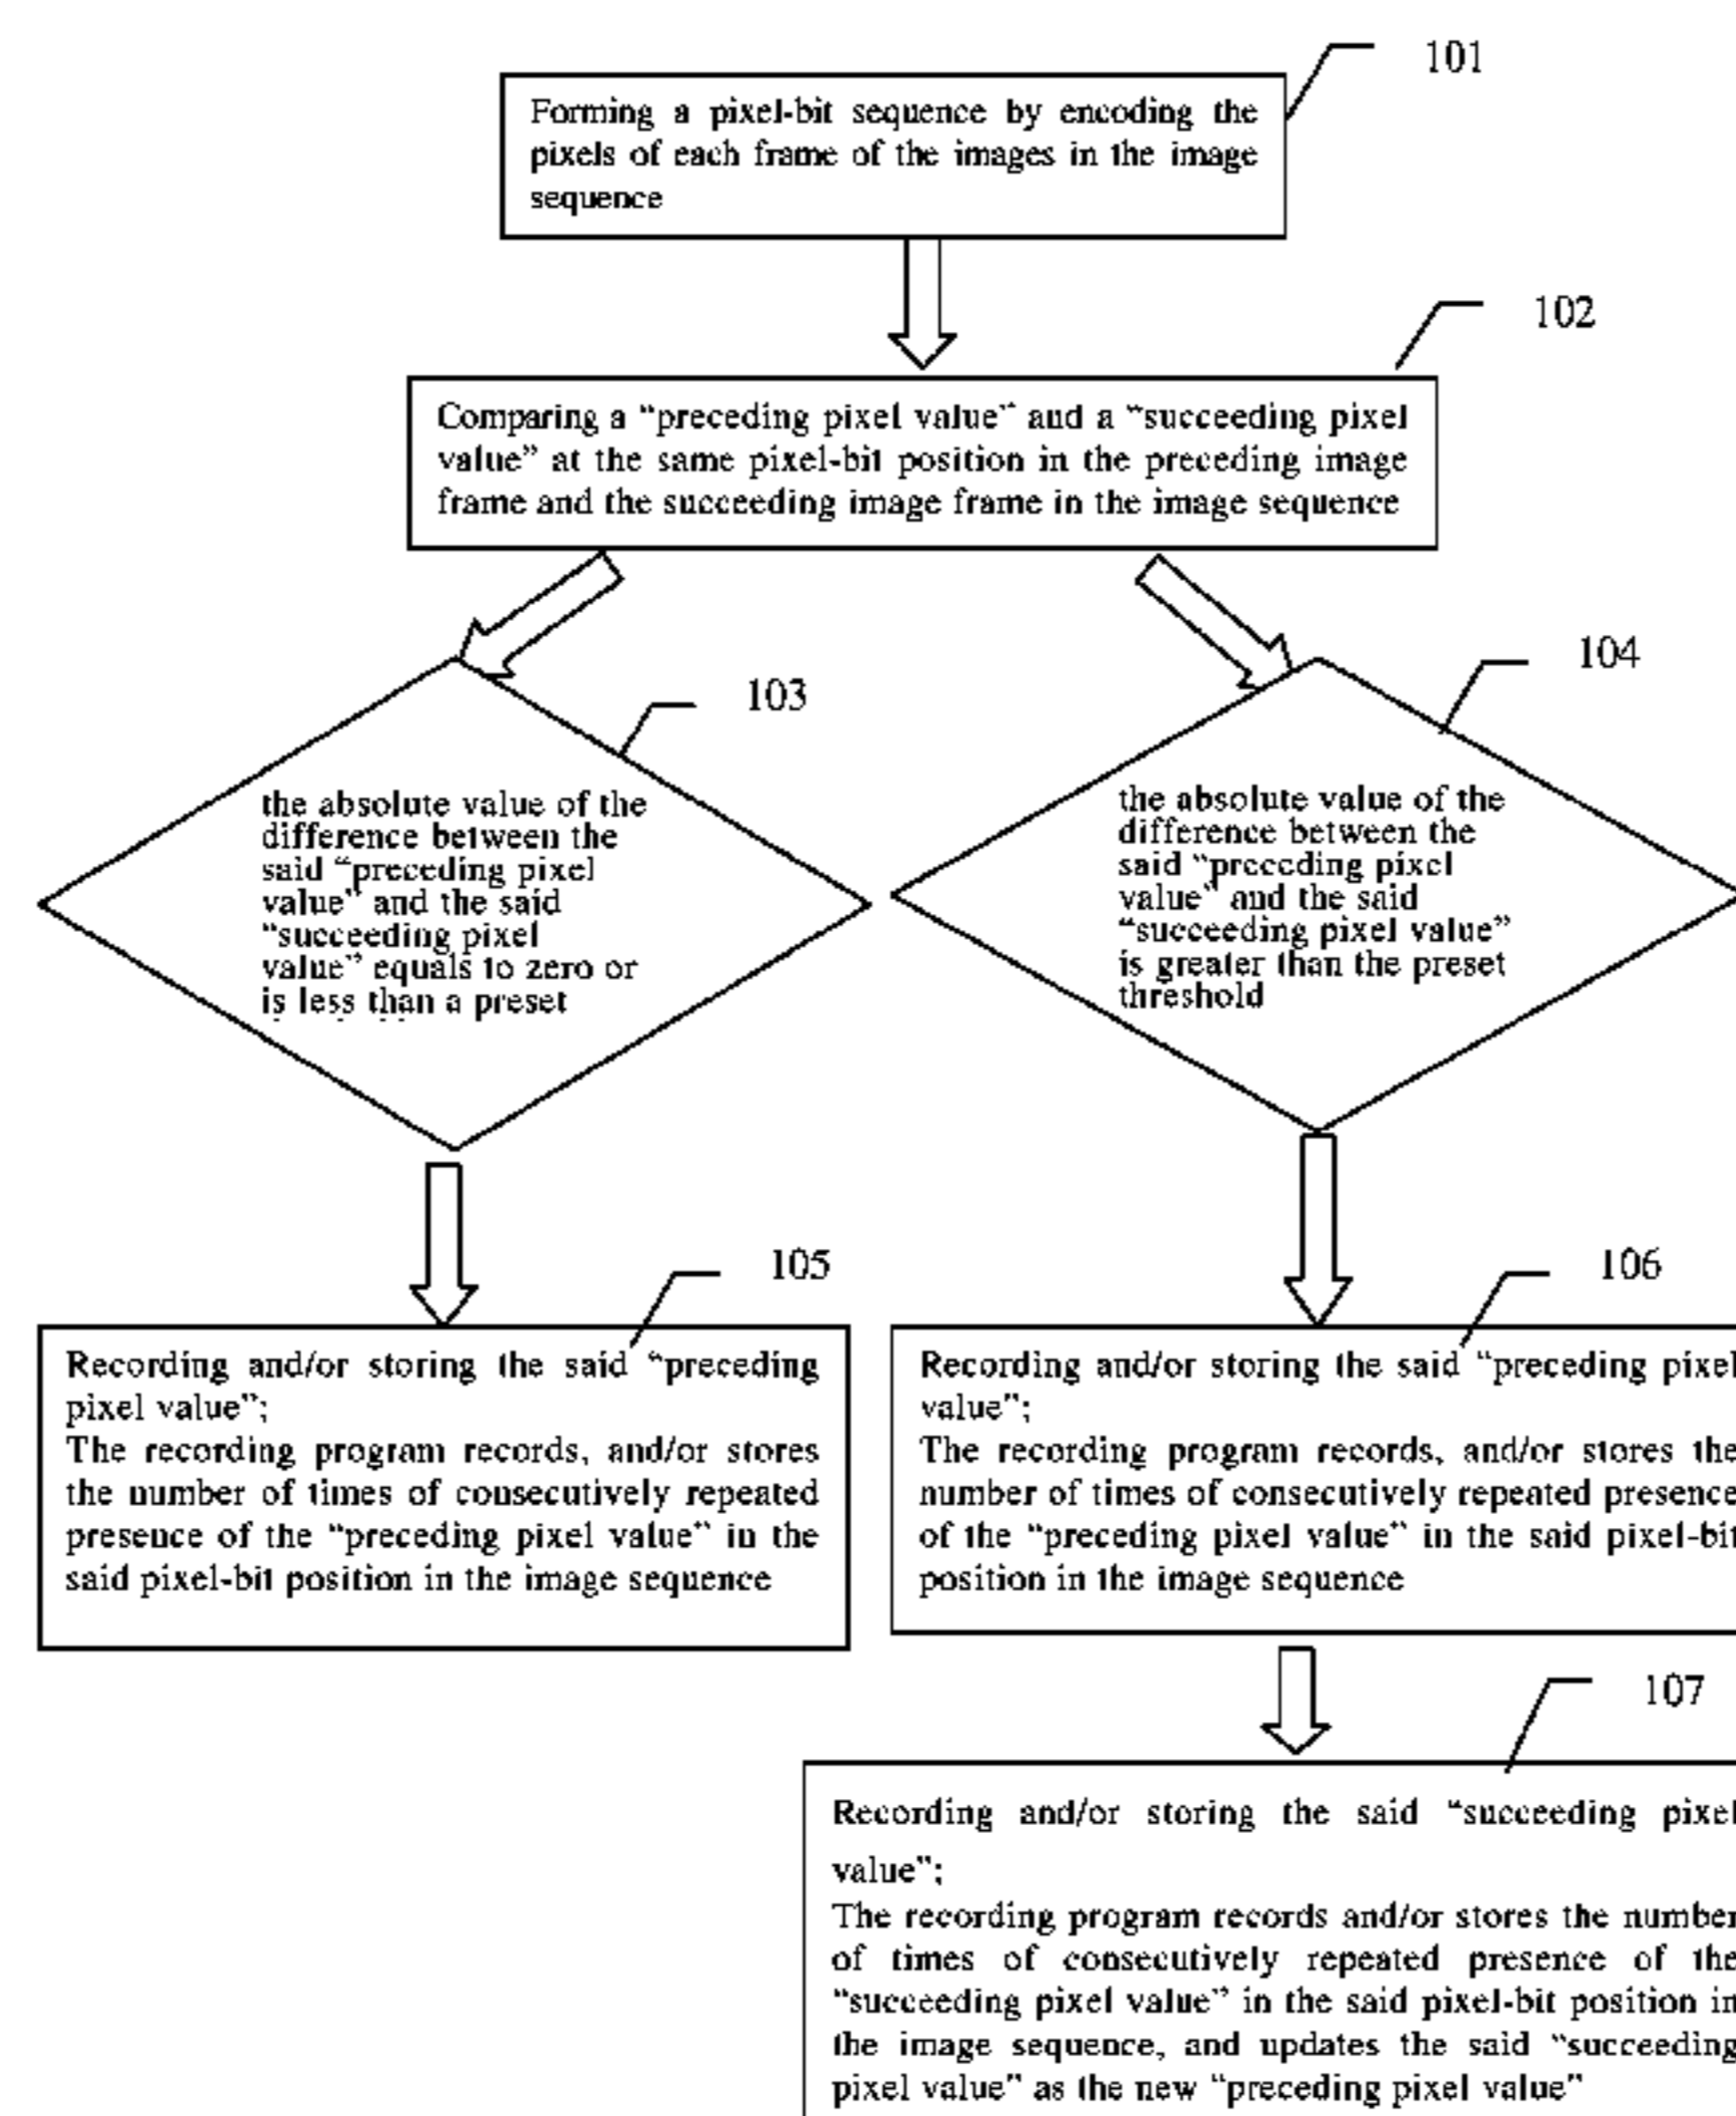 101
Forming a pixel-bit sequence by encoding the
pixels of each frame of the images in the image
sequence
102
Comparing a “preceding pixel value” and a “succeeding pixel
value” at the same pixel-bit position in the preceding image
frame and the succeeding image frame in the image sequence
103
the absolute value of the
difference between the
said “preceding pixel
value” and the said
“succeeding pixel
value” equals to zero or
is less than a preset
104
the absolute value of the
difference between the
said “preceding pixel
value” and the said
“succeeding pixel value”
is greater than the preset
threshold
105
Recording and/or storing the said “preceding
pixel value”;
The recording program records, and/or stores
the number of times of consecutively repeated
presence of the “preceding pixel value” in the
said pixel-bit position in the image sequence
106
Recording and/or storing the said “preceding pixel
value”;
The recording program records, and/or stores the
number of times of consecutively repeated presence
of the “preceding pixel value” in the said pixel-bit
position in the image sequence
107
Recording and/or storing the said “succeeding pixel
value”;
The recording program records and/or stores the number
of times of consecutively repeated presence of the
“succeeding pixel value” in the said pixel-bit position in
the image sequence, and updates the said “succeeding
pixel value” as the new “preceding pixel value”